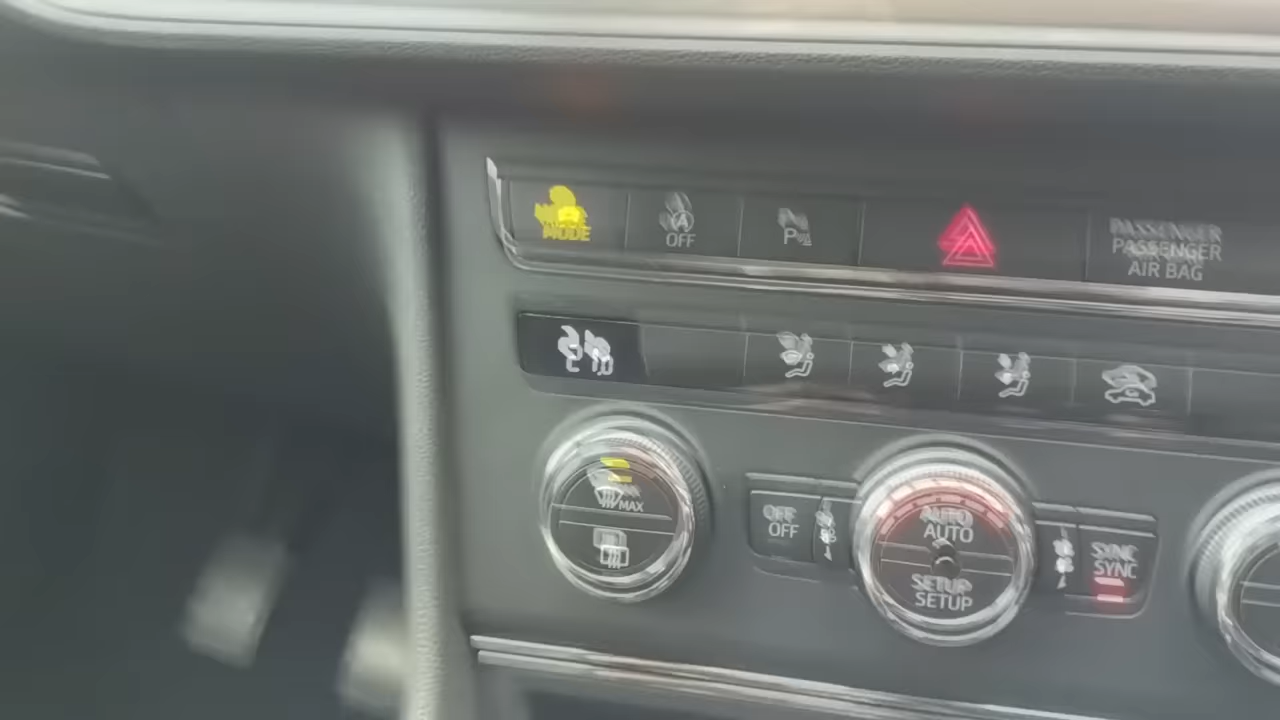 MODE
A
OFF
P
PASSENGER
AIR BAG
MAX
OFF
AUTO
SETUP
SYNC